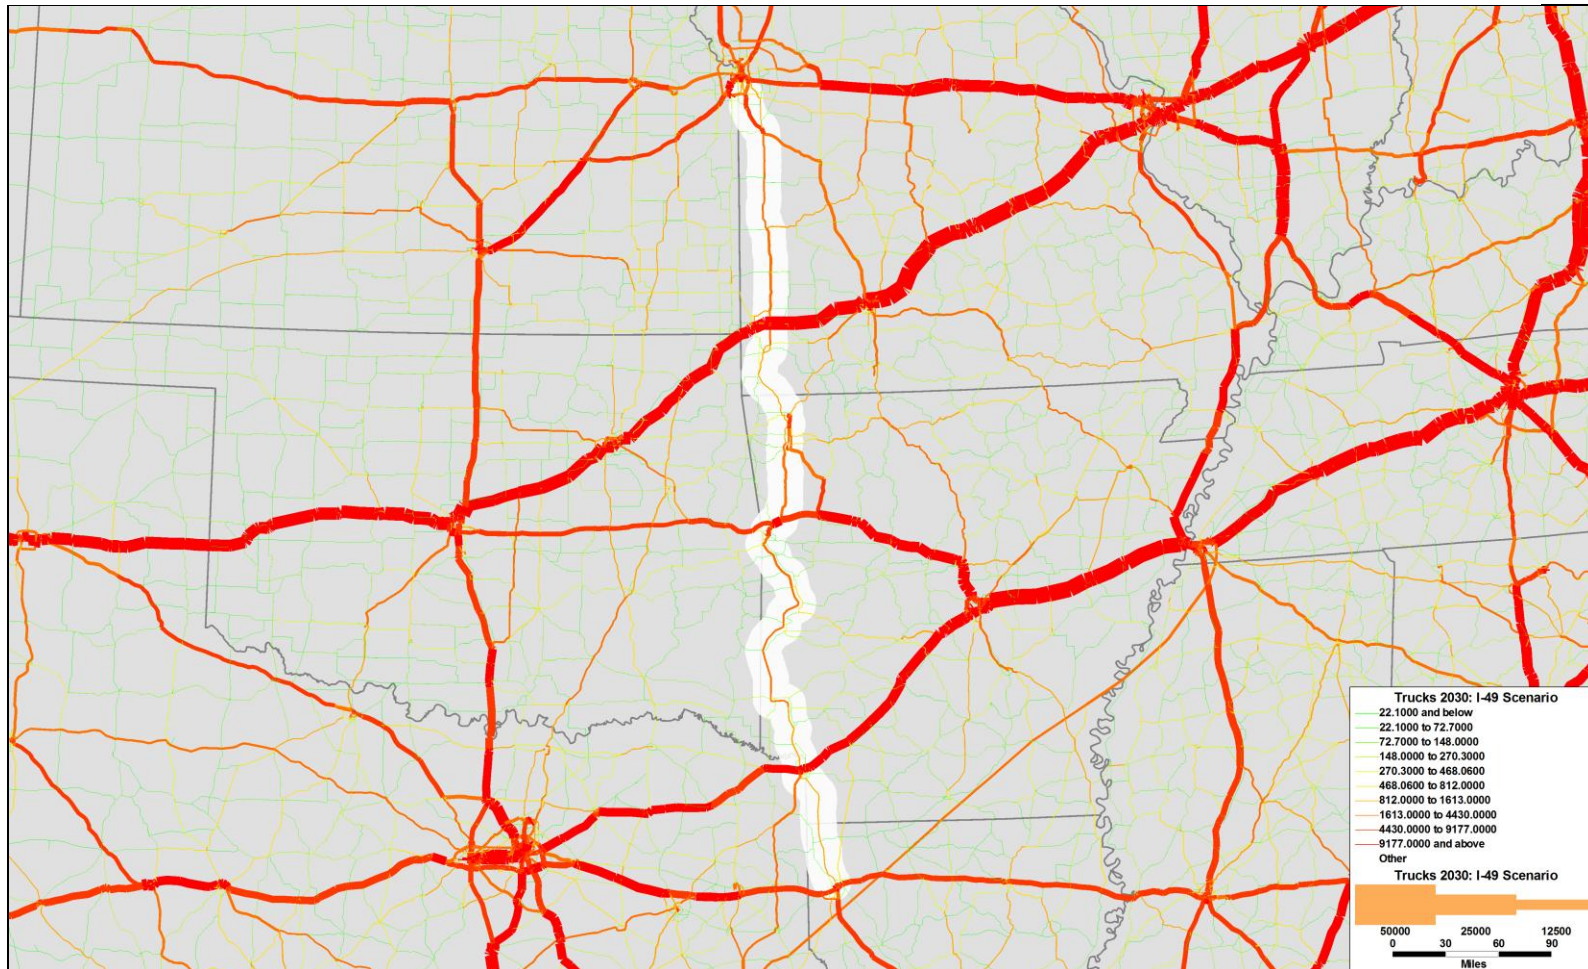 Trucks 2030: I-49 Scenario
22.1000 and below
22.1000 to 72.7000
72.7000 to 148.0000
148.0000 to 270.3000
270.3000 to 468.0600
468.0600 to 812.0000
812.0000 to 1613.0000
1613.0000 to 4430.0000
4430.0000 to 9177.0000
9177.0000 and above
Other
Trucks 2030: I-49 Scenario
50000 25000 12500
0 30 60 90
Miles